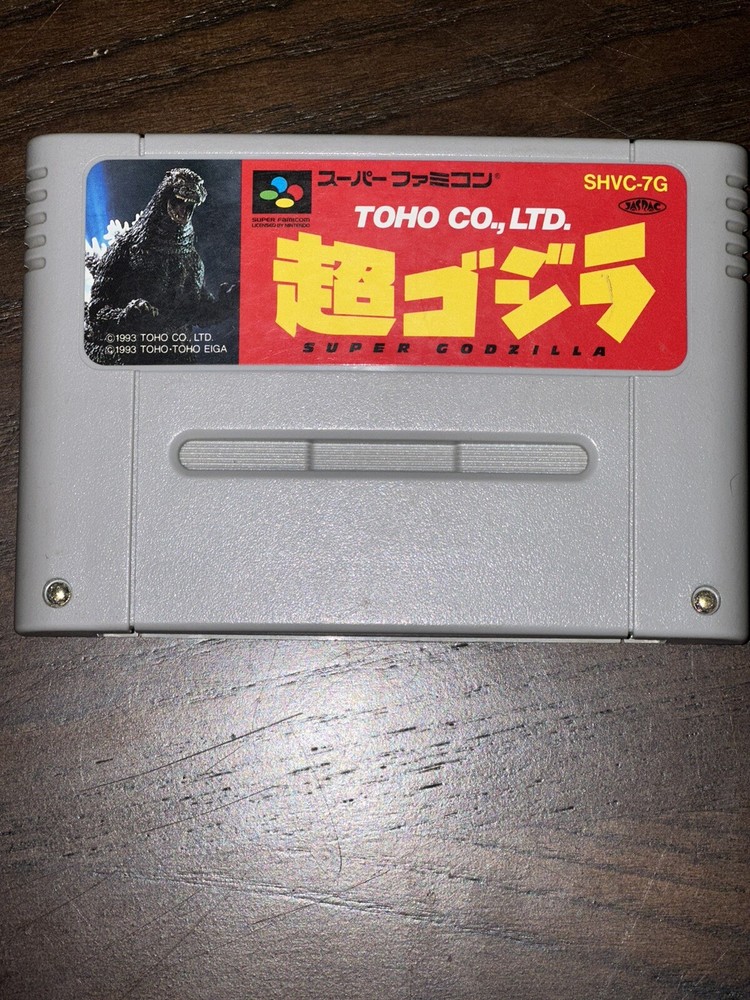 スーパーファミコン®
SHVC-7G
SUPER FAMICOM
LICENSED BY NINTENDO
JASRAC
TOHO CO., LTD.
超ゴジラ
SUPER GODZILLA
©1993 TOHO CO., LTD.
©1993 TOHO・TOHO EIGA